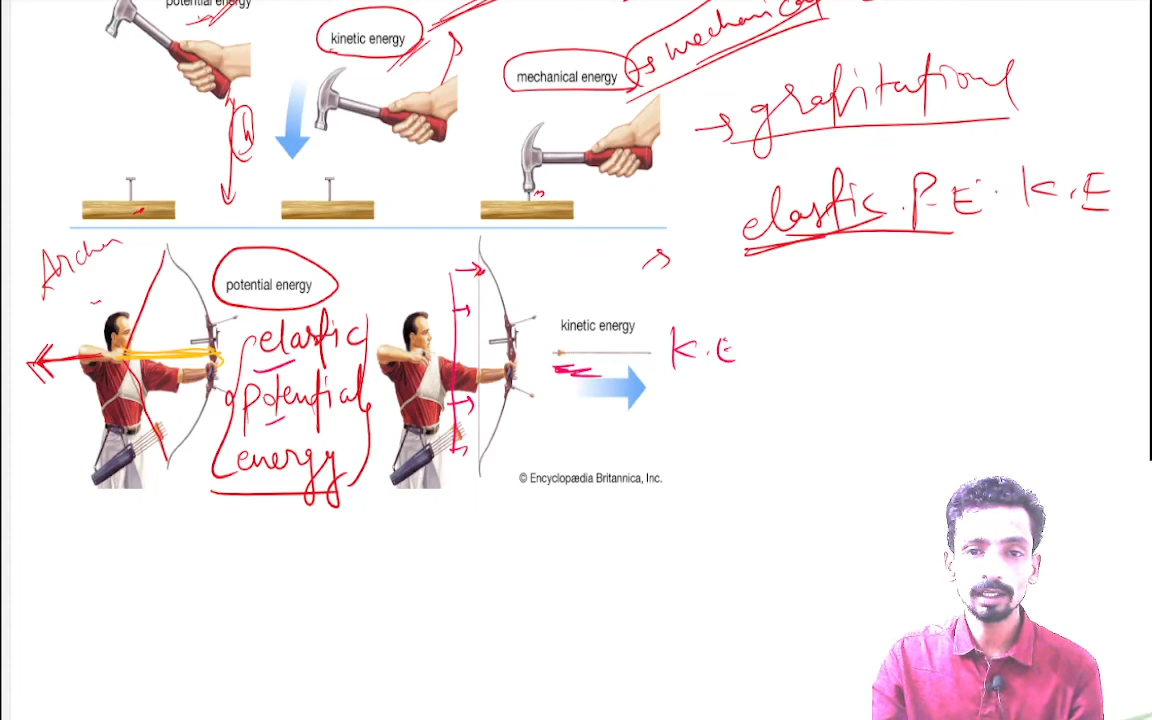 potential energy
kinetic energy
mechanical energy
→ mechanical
h
→ gravitational
elastic P.E. K.E
Archer
potential energy
elastic
potential
energy
kinetic energy
K.E
© Encyclopædia Britannica, Inc.